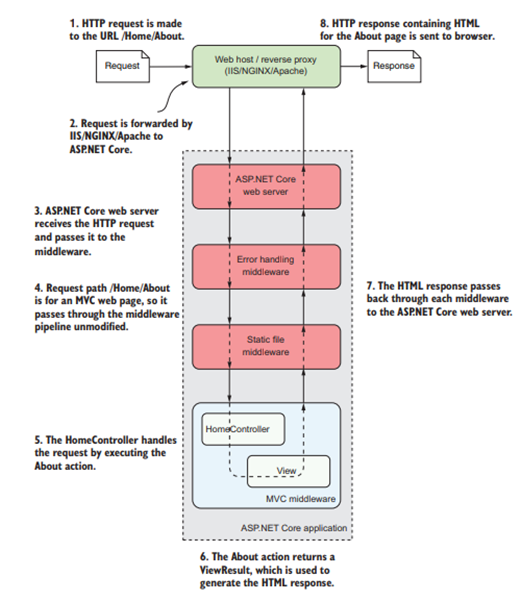 1. HTTP request is made
to the URL /Home/About.
8. HTTP response containing HTML
for the About page is sent to browser.
Request
Web host / reverse proxy
(IIS/NGINX/Apache)
Response
2. Request is forwarded by
IIS/NGINX/Apache to
ASP.NET Core.
ASP.NET Core
web server
3. ASP.NET Core web server
receives the HTTP request
and passes it to the
middleware.
Error handling
middleware
4. Request path /Home/About
is for an MVC web page, so it
passes through the middleware
pipeline unmodified.
7. The HTML response passes
back through each middleware
to the ASP.NET Core web server.
Static file
middleware
5. The HomeController handles
the request by executing the
About action.
HomeController
View
MVC middleware
ASP.NET Core application
6. The About action returns a
ViewResult, which is used to
generate the HTML response.